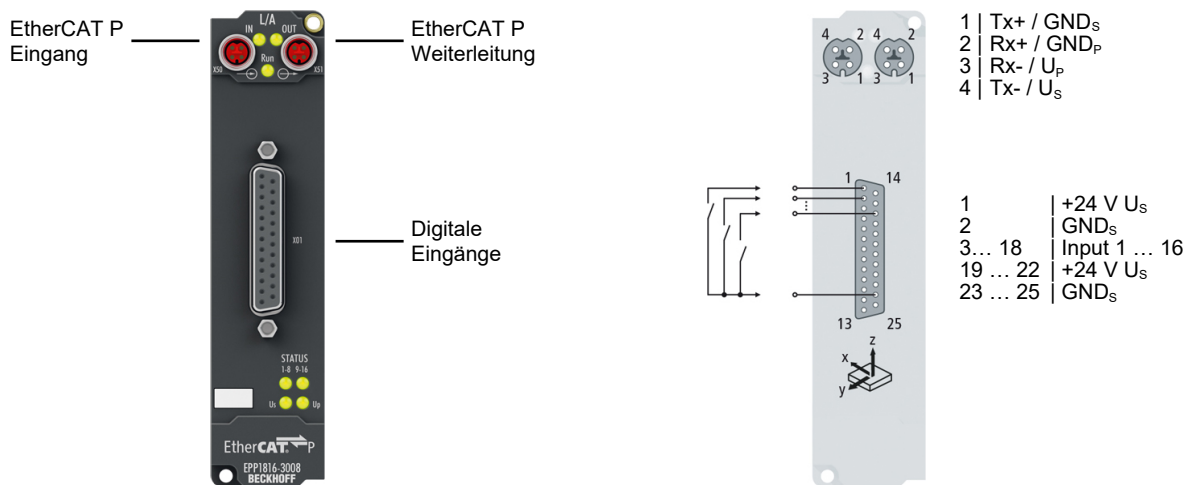 EtherCAT P
Eingang
L/A
IN OUT
X50 Run X51
EtherCAT P
Weiterleitung
X01
Digitale
Eingänge
STATUS
1-8 9-16
Us Up
EtherCAT P
EPP1816-3008
BECKHOFF
4 2 4 2
3 1 3 1
1 | Tx+ / GNDS
2 | Rx+ / GNDP
3 | Rx- / UP
4 | Tx- / US
1 14
13 25
z
x
y
1 | +24 V US
2 | GNDS
3… 18 | Input 1 … 16
19 … 22 | +24 V US
23 … 25 | GNDS